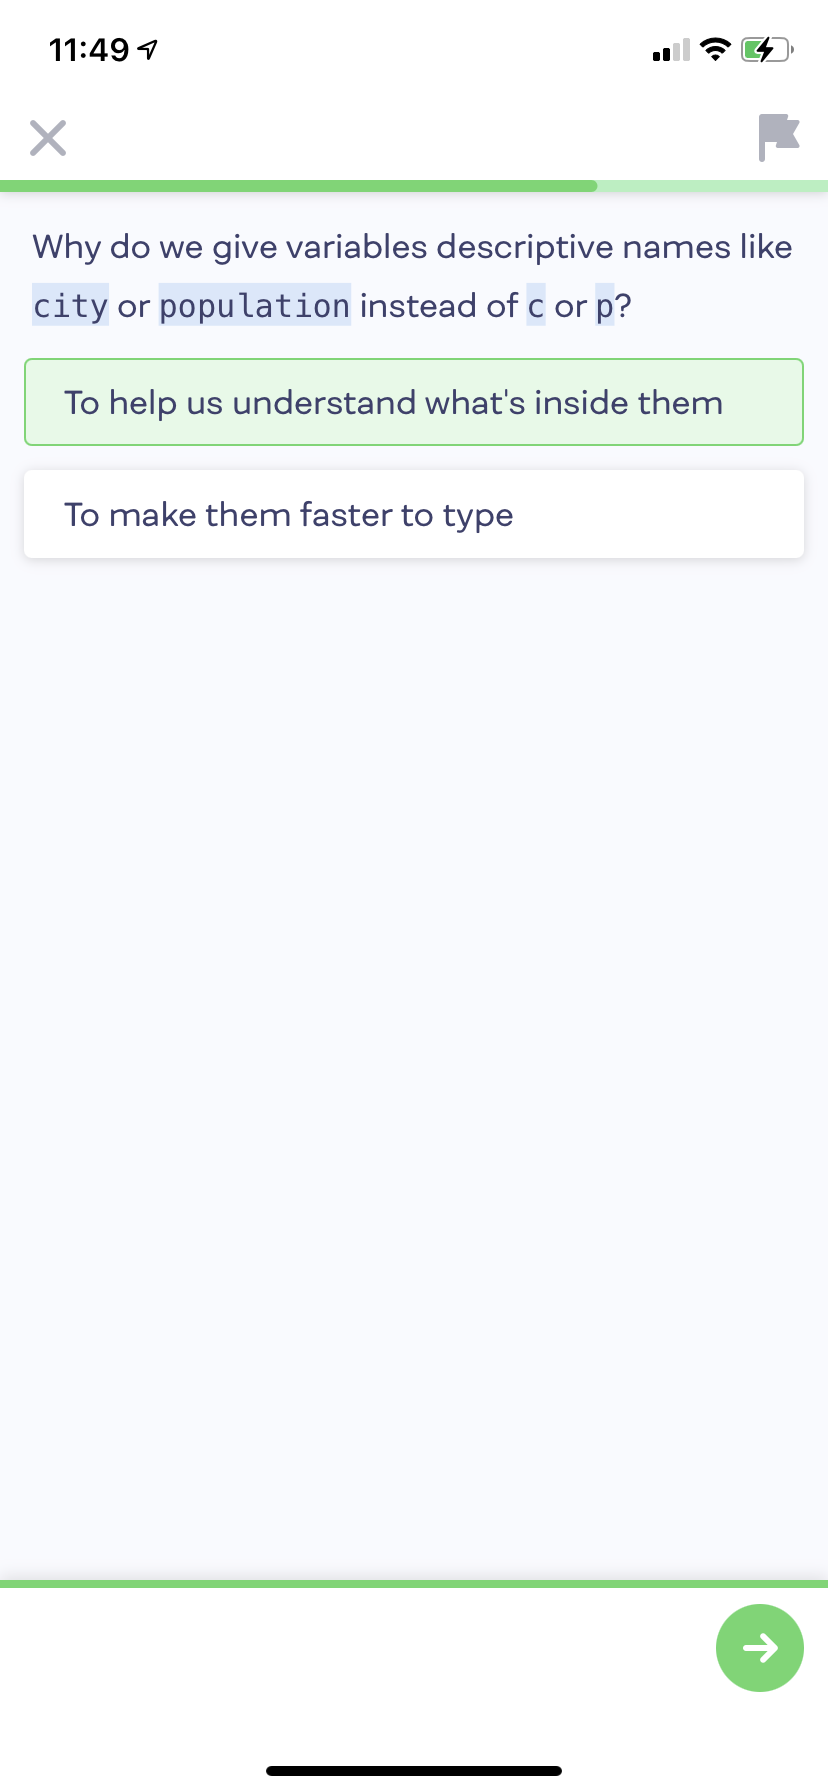 11:49
Why do we give variables descriptive names like
city or population instead of c or p?
To help us understand what's inside them
To make them faster to type